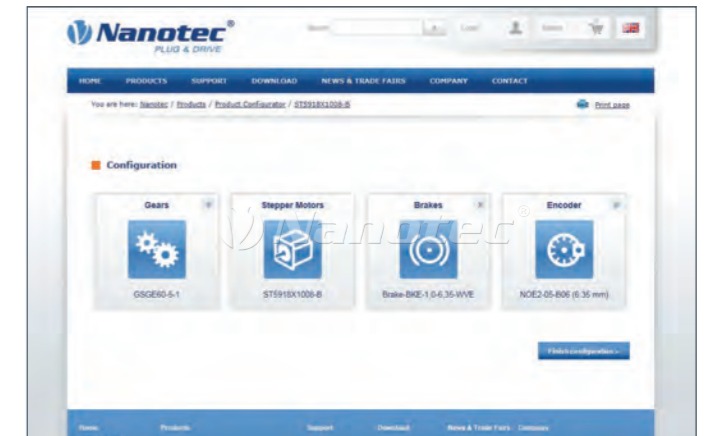 Nanotec®
PLUG & DRIVE
HOME PRODUCTS SUPPORT DOWNLOAD NEWS & TRADE FAIRS COMPANY CONTACT
You are here: Nanotec / Products / Product Configurator / ST5918X1008-B Print page
Configuration
Gears Stepper Motors Brakes Encoder
Nanotec®
GSGE60-5-1 ST5918X1008-B Brake-BKE-1,0-6,35-WVE NOE2-05-B06 (6.35 mm)
Finish configuration >
Home Products Support Download News & Trade Fairs Company